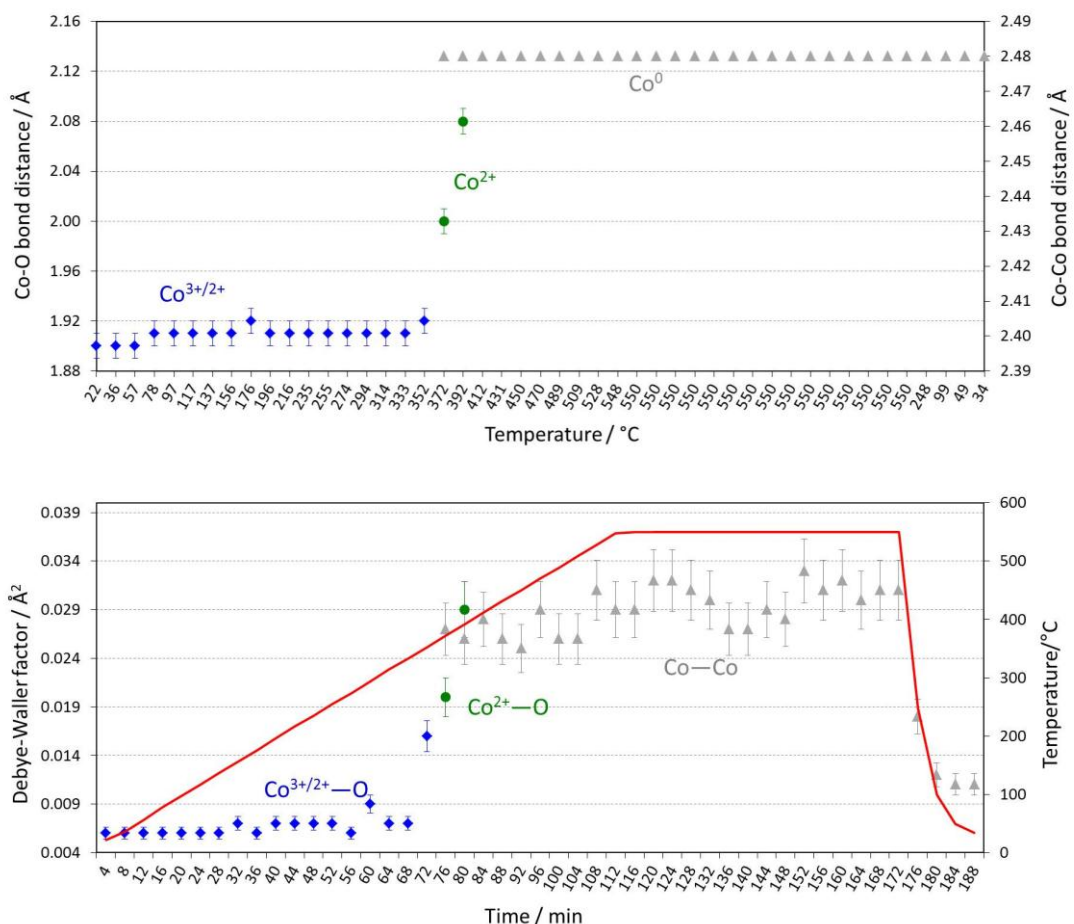 2.16
2.12
2.08
2.04
2.00
1.96
1.92
1.88
Co-O bond distance / Å
2.49
2.48
2.47
2.46
2.45
2.44
2.43
2.42
2.41
2.40
2.39
Co-Co bond distance / Å
Co⁰
Co²⁺
Co³⁺/²⁺
22 36 57 78 97 117 137 156 176 196 216 235 255 274 294 314 333 352 372 392 412 431 450 470 489 509 528 548 550 550 550 550 550 550 550 550 550 550 550 550 550 550 550 248 99 49 34
Temperature / °C
0.039
0.034
0.029
0.024
0.019
0.014
0.009
0.004
Debye-Waller factor / Å²
600
500
400
300
200
100
0
Temperature/°C
Co—Co
Co²⁺—O
Co³⁺/²⁺—O
4 8 12 16 20 24 28 32 36 40 44 48 52 56 60 64 68 72 76 80 84 88 92 96 100 104 108 112 116 120 124 128 132 136 140 144 148 152 156 160 164 168 172 176 180 184 188
Time / min